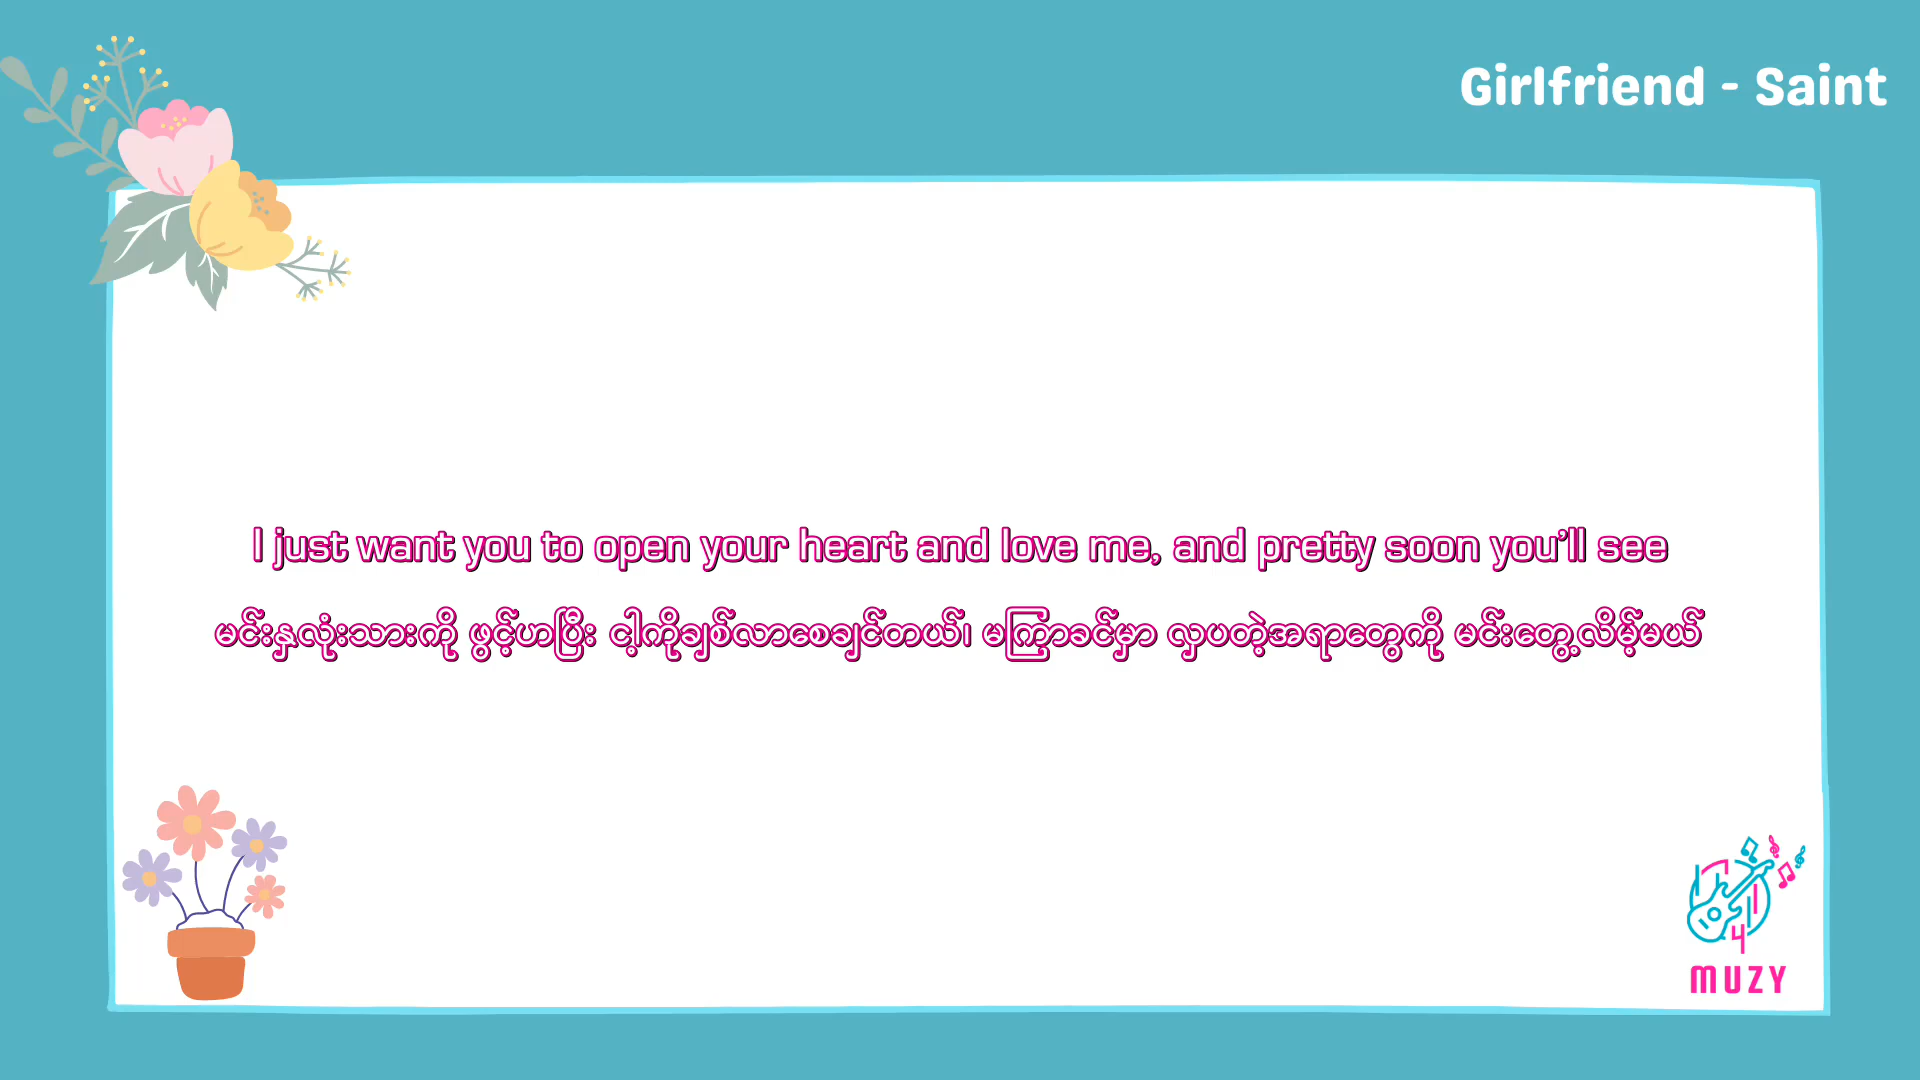 Girlfriend - Saint
I just want you to open your heart and love me, and pretty soon you'll see
မင်းနှလုံးသားကို ဖွင့်ဟပြီး ငါ့ကိုချစ်လာစေချင်တယ်၊ မကြာခင်မှာ လှပတဲ့အရာတွေကို မင်းတွေ့လိမ့်မယ်
4
MUZY